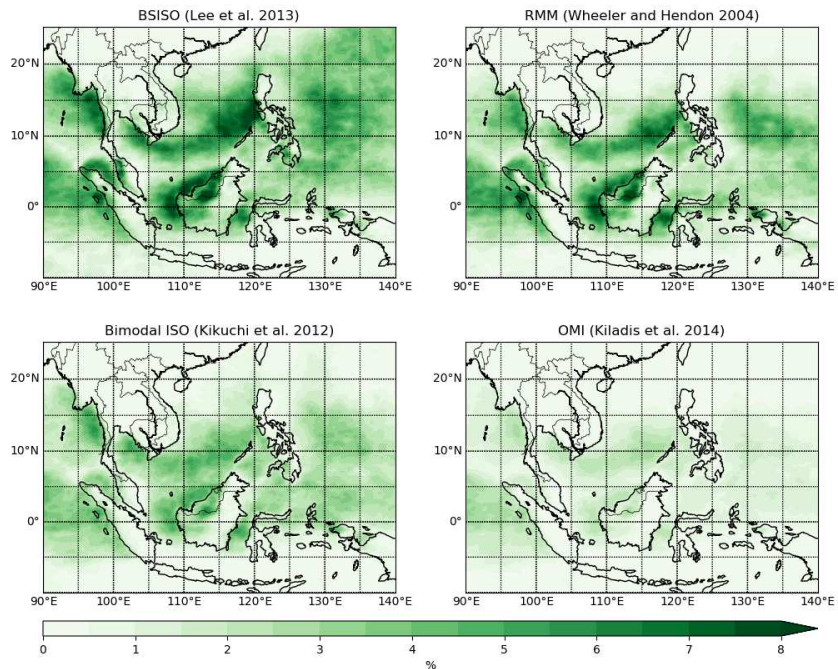 BSISO (Lee et al. 2013)
RMM (Wheeler and Hendon 2004)
20°N
10°N
0°
90°E 100°E 110°E 120°E 130°E 140°E
20°N
10°N
0°
90°E 100°E 110°E 120°E 130°E 140°E
Bimodal ISO (Kikuchi et al. 2012)
OMI (Kiladis et al. 2014)
20°N
10°N
0°
90°E 100°E 110°E 120°E 130°E 140°E
20°N
10°N
0°
90°E 100°E 110°E 120°E 130°E 140°E
0 1 2 3 4 5 6 7 8
%